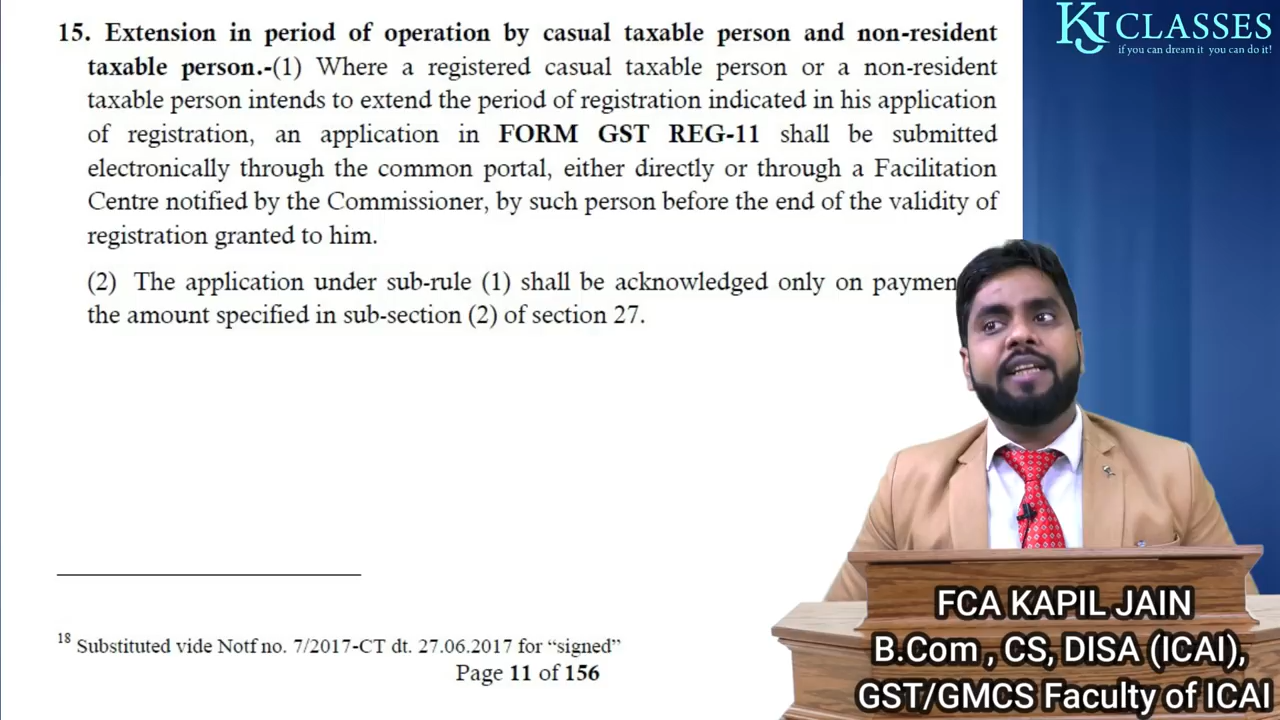 15. Extension in period of operation by casual taxable person and non-resident
taxable person.-(1) Where a registered casual taxable person or a non-resident
taxable person intends to extend the period of registration indicated in his application
of registration, an application in FORM GST REG-11 shall be submitted
electronically through the common portal, either directly or through a Facilitation
Centre notified by the Commissioner, by such person before the end of the validity of
registration granted to him.
(2) The application under sub-rule (1) shall be acknowledged only on
the amount specified in sub-section (2) of section 27.
18 Substituted vide Notf no. 7/2017-CT dt. 27.06.2017 for “signed”
Page 11 of 156
KJ CLASSES
if you can dream it you can do it!
FCA KAPIL JAIN
B.Com , CS, DISA (ICAI),
GST/GMCS Faculty of ICAI